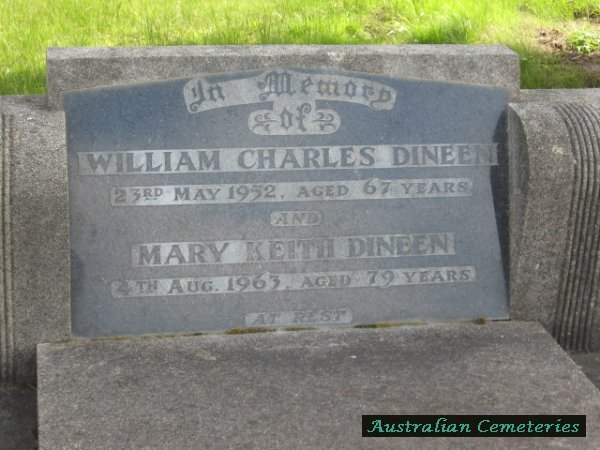 In Memory
of
WILLIAM CHARLES DINEEN
23RD MAY 1952, AGED 67 YEARS
AND
MARY KEITH DINEEN
4TH AUG. 1963, AGED 79 YEARS
AT REST
Australian Cemeteries